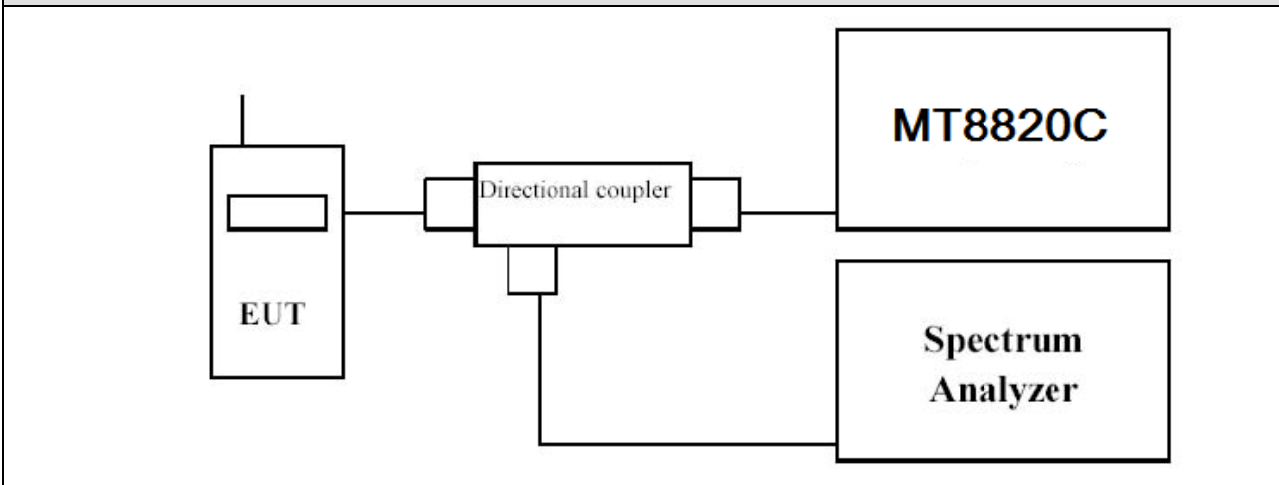 MT8820C
Directional coupler
EUT
Spectrum
Analyzer